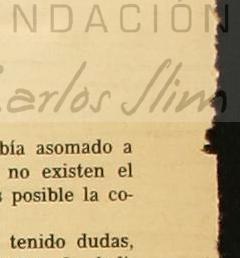 NDACIÓN
Carlos Slim
bía asomado a
no existen el
s posible la co-
tenido dudas,